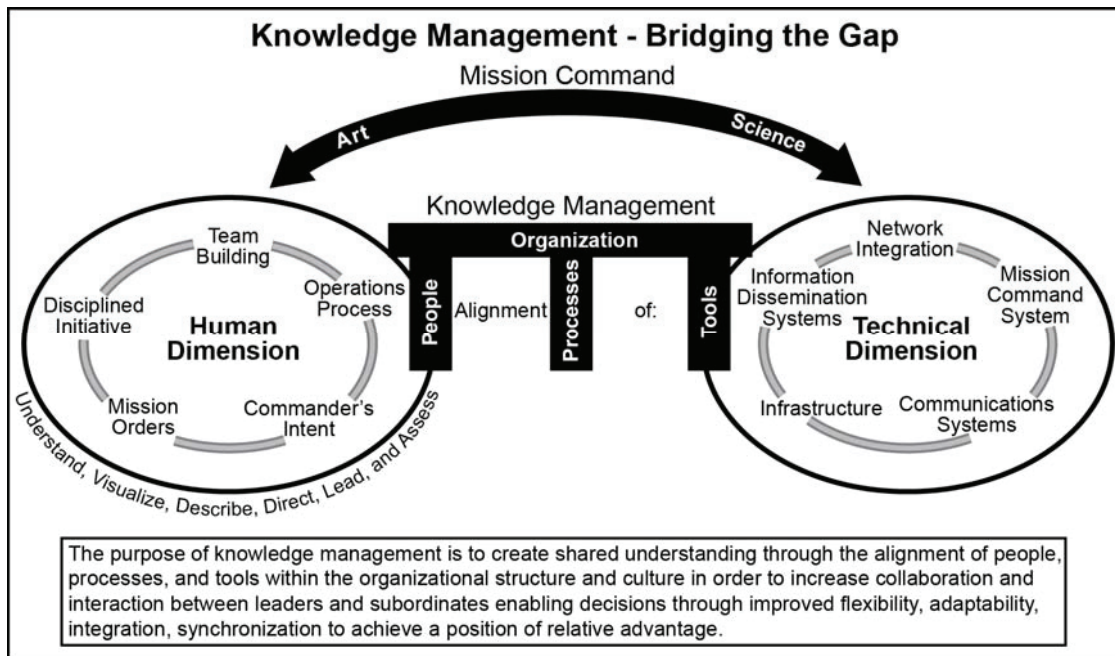 Knowledge Management - Bridging the Gap
Mission Command
Art
Science
Knowledge Management
Organization
People
Alignment
Processes
of:
Tools
Team
Building
Operations
Process
Disciplined
Initiative
Human
Dimension
Mission
Orders
Commander's
Intent
Understand, Visualize, Describe, Direct, Lead, and Assess
Network
Integration
Information
Dissemination
Systems
Mission
Command
System
Technical
Dimension
Infrastructure
Communications
Systems
The purpose of knowledge management is to create shared understanding through the alignment of people,
processes, and tools within the organizational structure and culture in order to increase collaboration and
interaction between leaders and subordinates enabling decisions through improved flexibility, adaptability,
integration, synchronization to achieve a position of relative advantage.